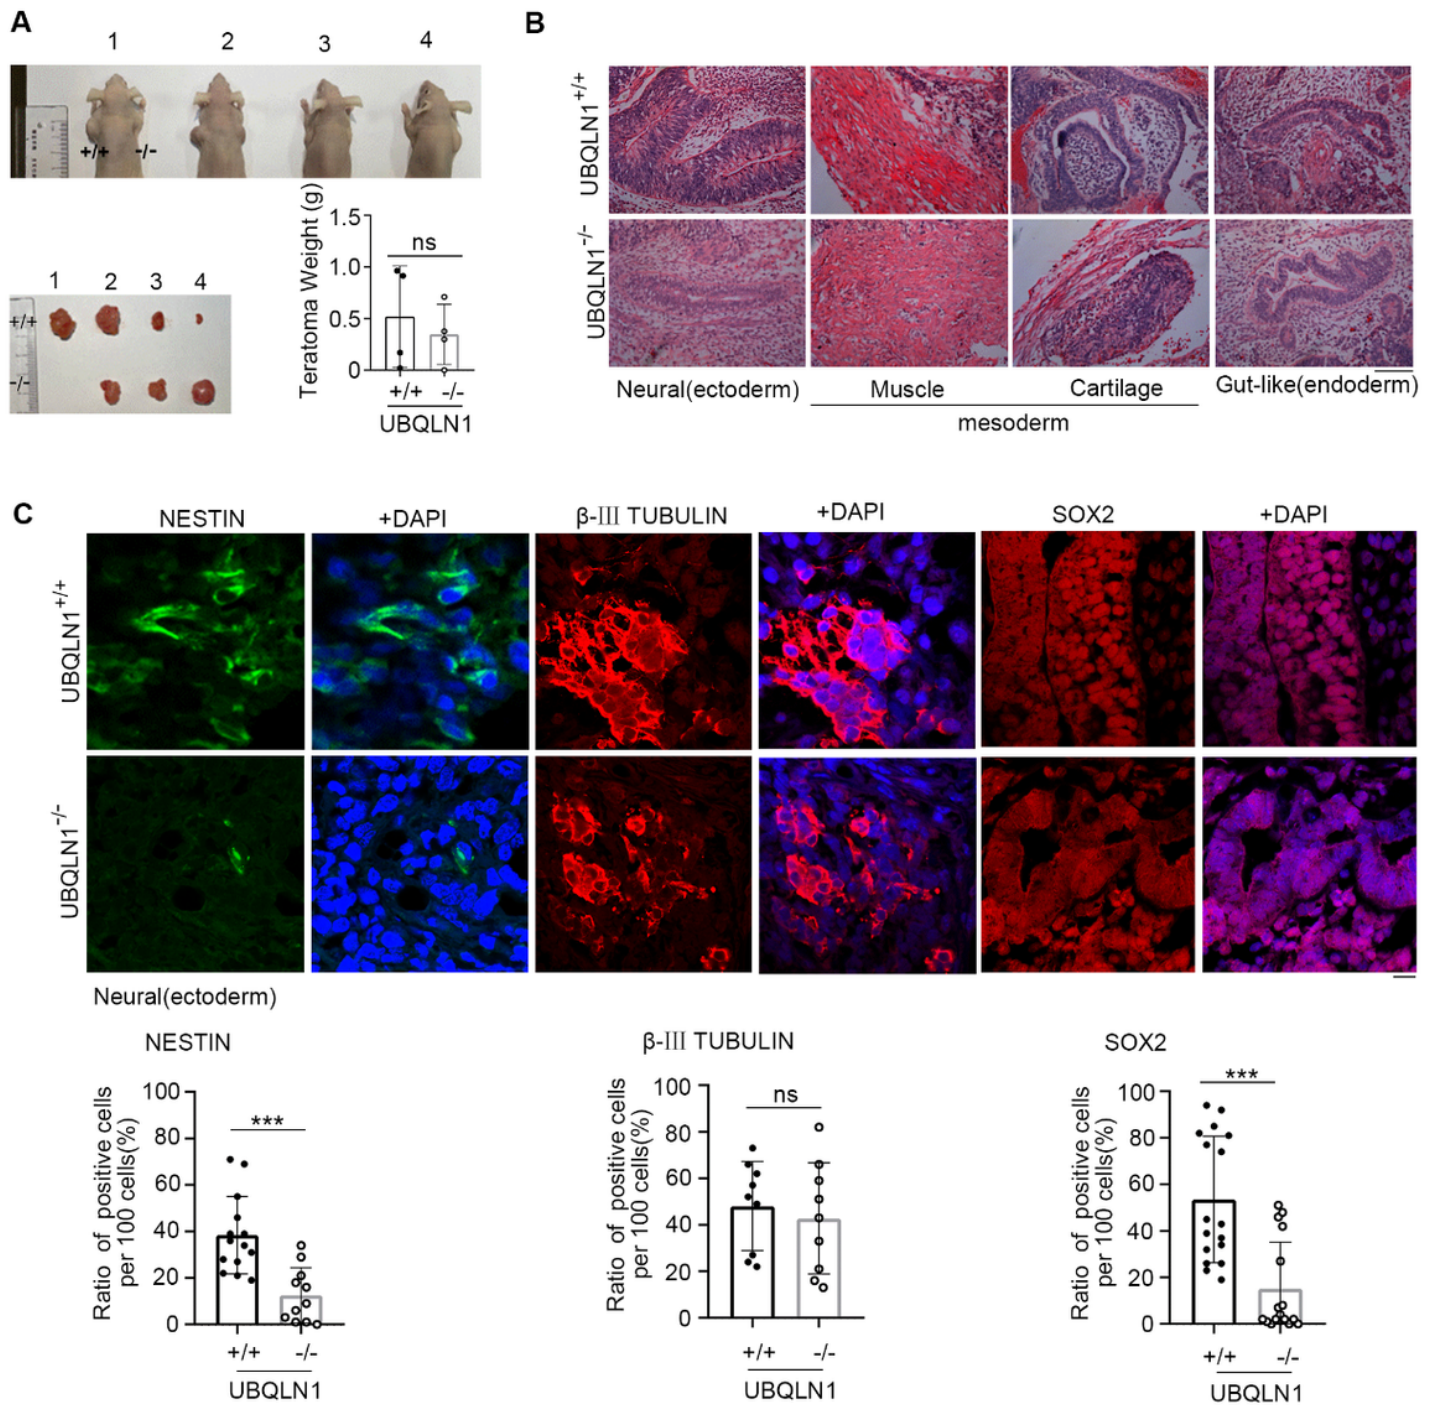 A
1 2 3 4
+/+ -/-
1 2 3 4
+/+
-/-
Teratoma Weight (g)
1.5
1.0
0.5
0
ns
+/+ -/-
UBQLN1
B
UBQLN1+/+
UBQLN1-/-
Neural(ectoderm) Muscle Cartilage Gut-like(endoderm)
mesoderm
C
NESTIN +DAPI β-III TUBULIN +DAPI SOX2 +DAPI
UBQLN1+/+
UBQLN1-/-
Neural(ectoderm)
NESTIN
Ratio of positive cells
per 100 cells(%)
100
80
60
40
20
0
***
+/+ -/-
UBQLN1
β-III TUBULIN
Ratio of positive cells
per 100 cells(%)
100
80
60
40
20
0
ns
+/+ -/-
UBQLN1
SOX2
Ratio of positive cells
per 100 cells(%)
100
80
60
40
20
0
***
+/+ -/-
UBQLN1